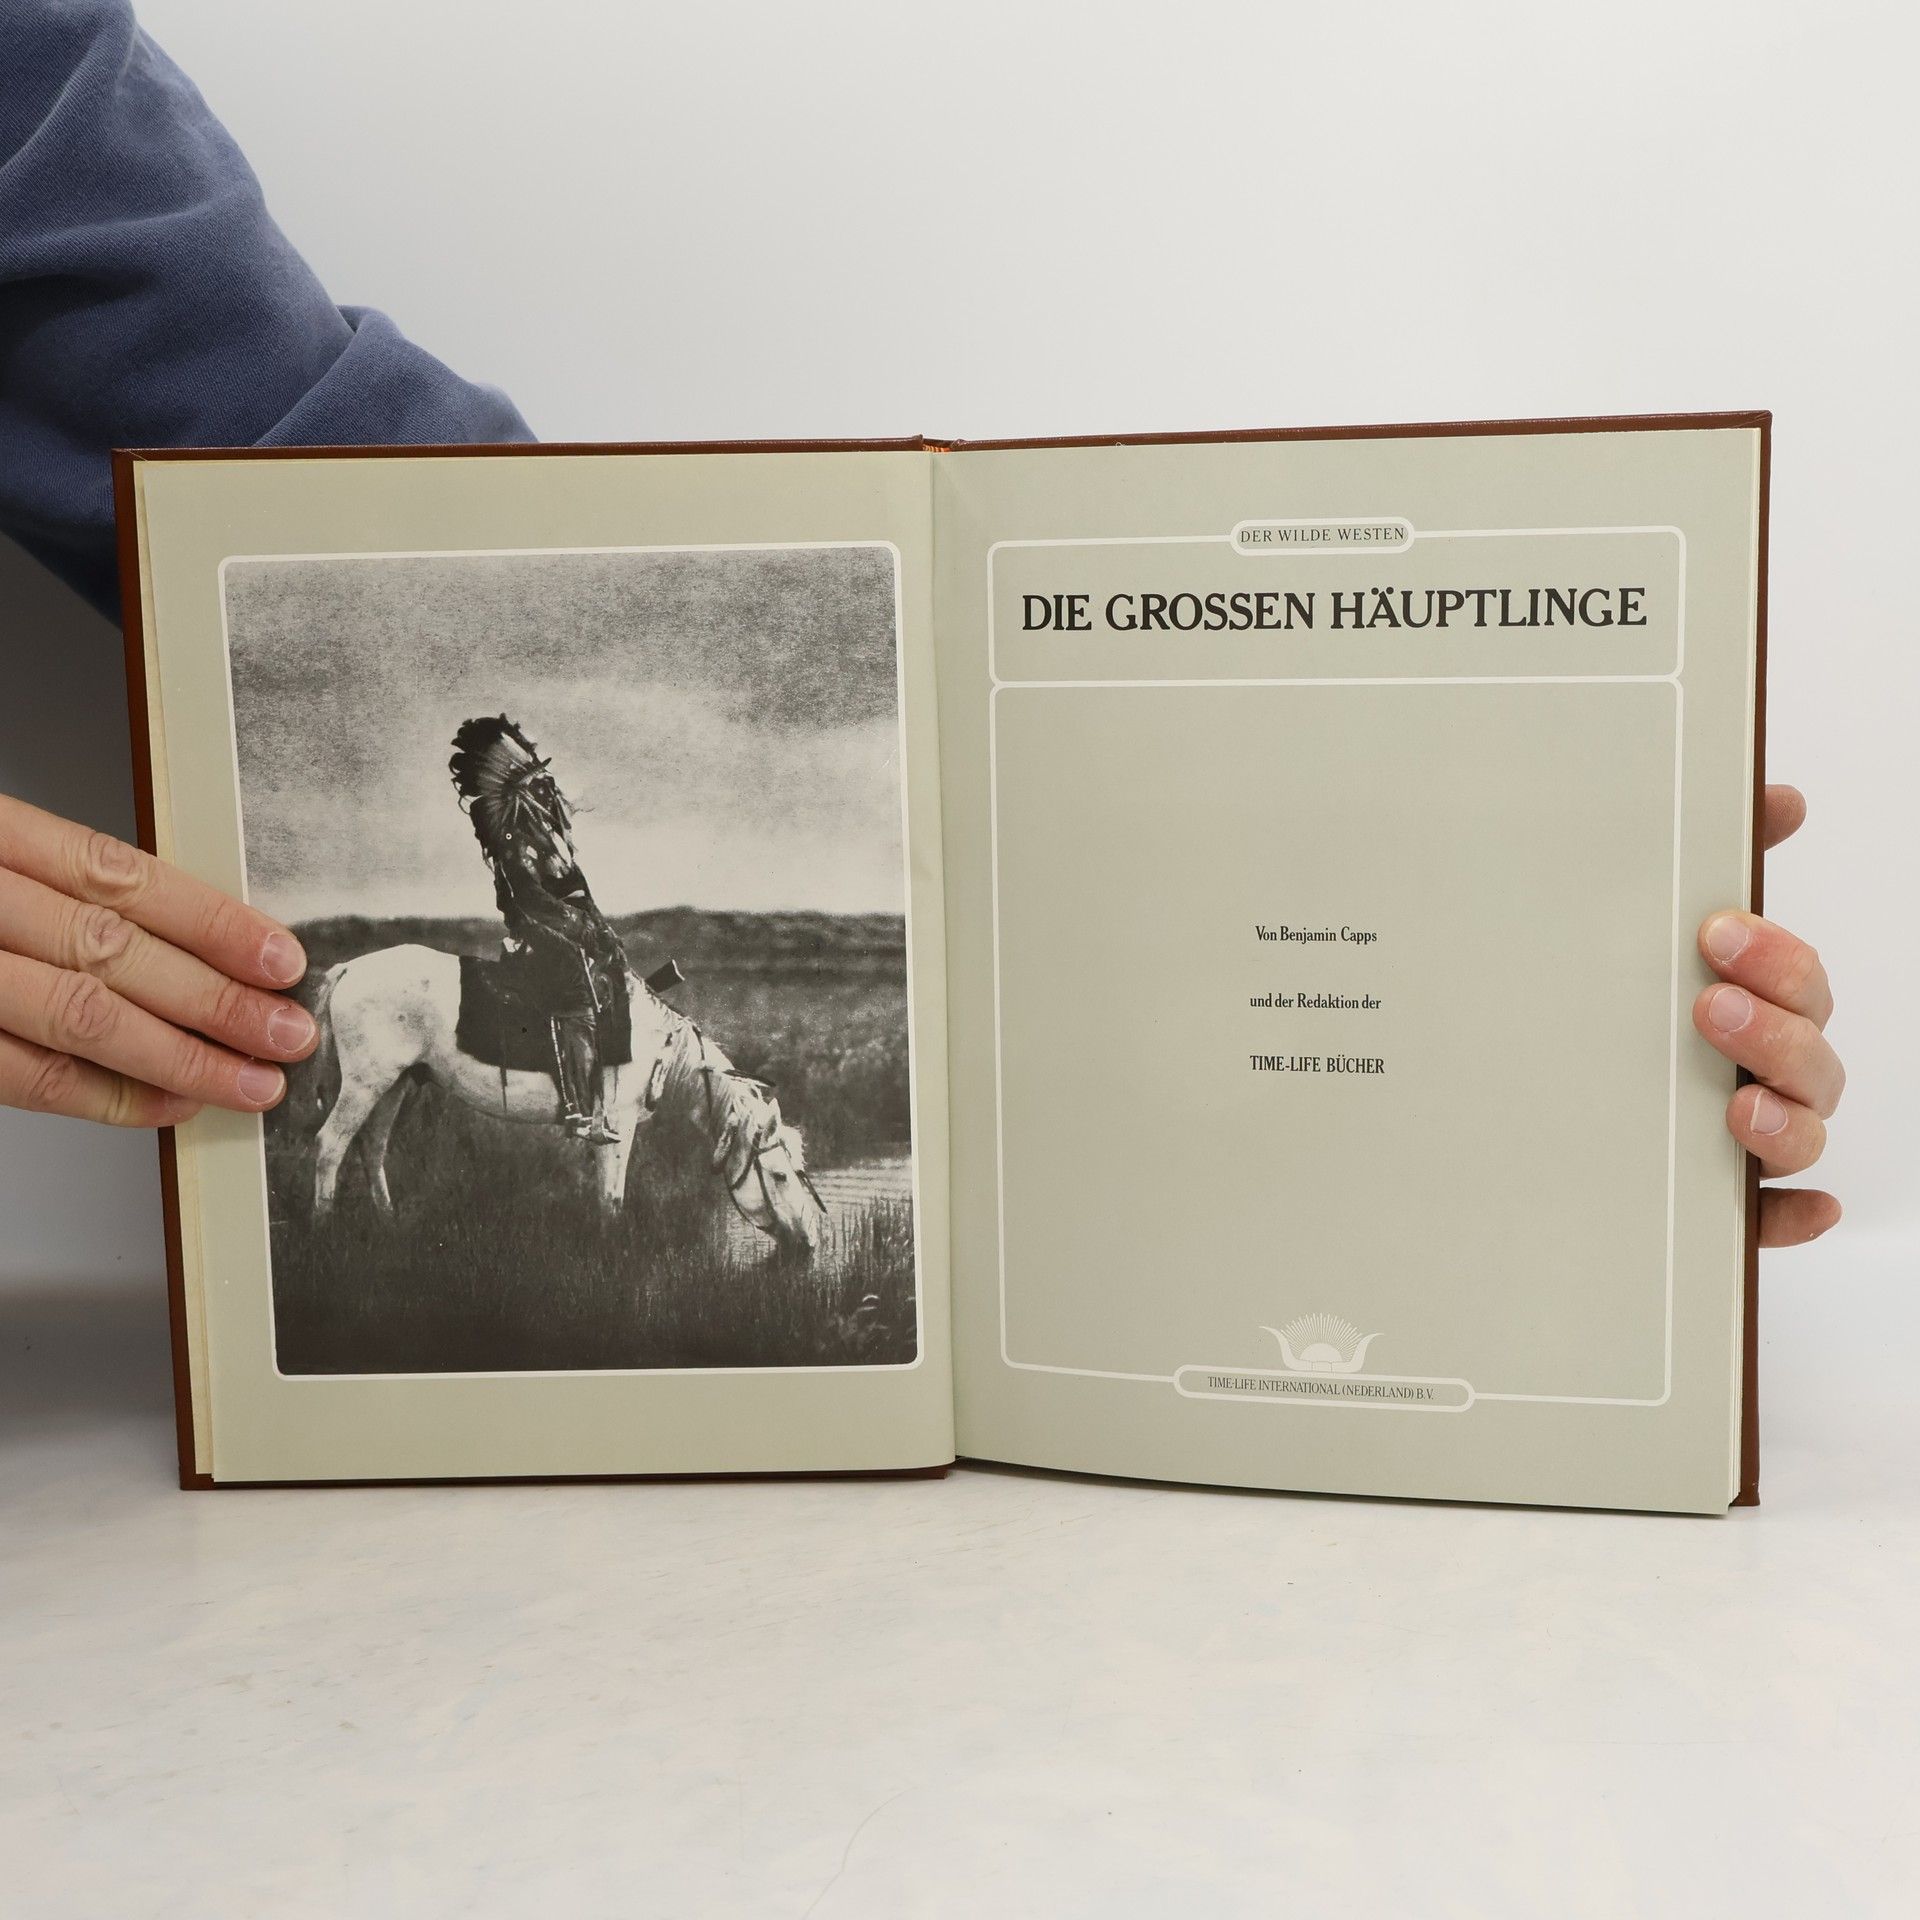 DER WILDE WESTEN
DIE GROSSEN HÄUPTLINGE
Von Benjamin Capps
und der Redaktion der
TIME-LIFE BÜCHER
TIME-LIFE INTERNATIONAL (NEDERLAND) B.V.